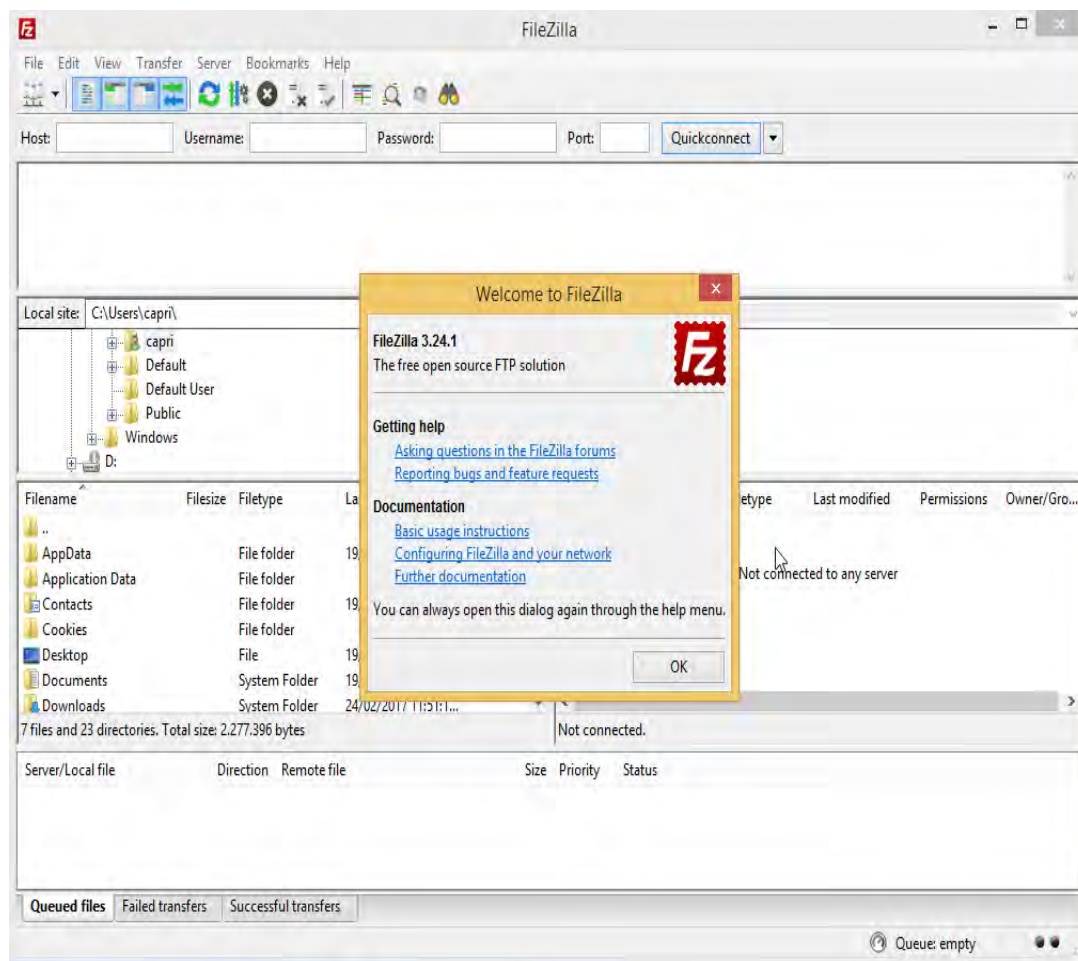 FileZilla
File Edit View Transfer Server Bookmarks Help
Host: Username: Password: Port: Quickconnect
Welcome to FileZilla
FileZilla 3.24.1
The free open source FTP solution
Getting help
Asking questions in the FileZilla forums
Reporting bugs and feature requests
Documentation
Basic usage instructions
Configuring FileZilla and your network
Further documentation
You can always open this dialog again through the help menu.
OK
Local site: C:\Users\capri\
capri
Default
Default User
Public
Windows
D:
Filename Filesize Filetype La
..
AppData File folder 19/
Application Data File folder
Contacts File folder 19/
Cookies File folder
Desktop File 19/
Documents System Folder 19/
Downloads System Folder 24/02/2017 11:51:1...
7 files and 23 directories. Total size: 2.277.396 bytes
etype Last modified Permissions Owner/Gro...
Not connected to any server
Not connected.
Server/Local file Direction Remote file Size Priority Status
Queued files Failed transfers Successful transfers
Queue: empty